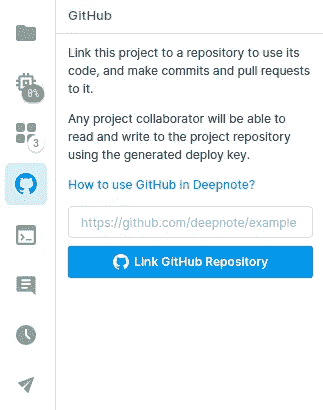 GitHub
Link this project to a repository to use its
code, and make commits and pull requests
to it.
Any project collaborator will be able to
read and write to the project repository
using the generated deploy key.
How to use GitHub in Deepnote?
https://github.com/deepnote/example
Link GitHub Repository
0%
3